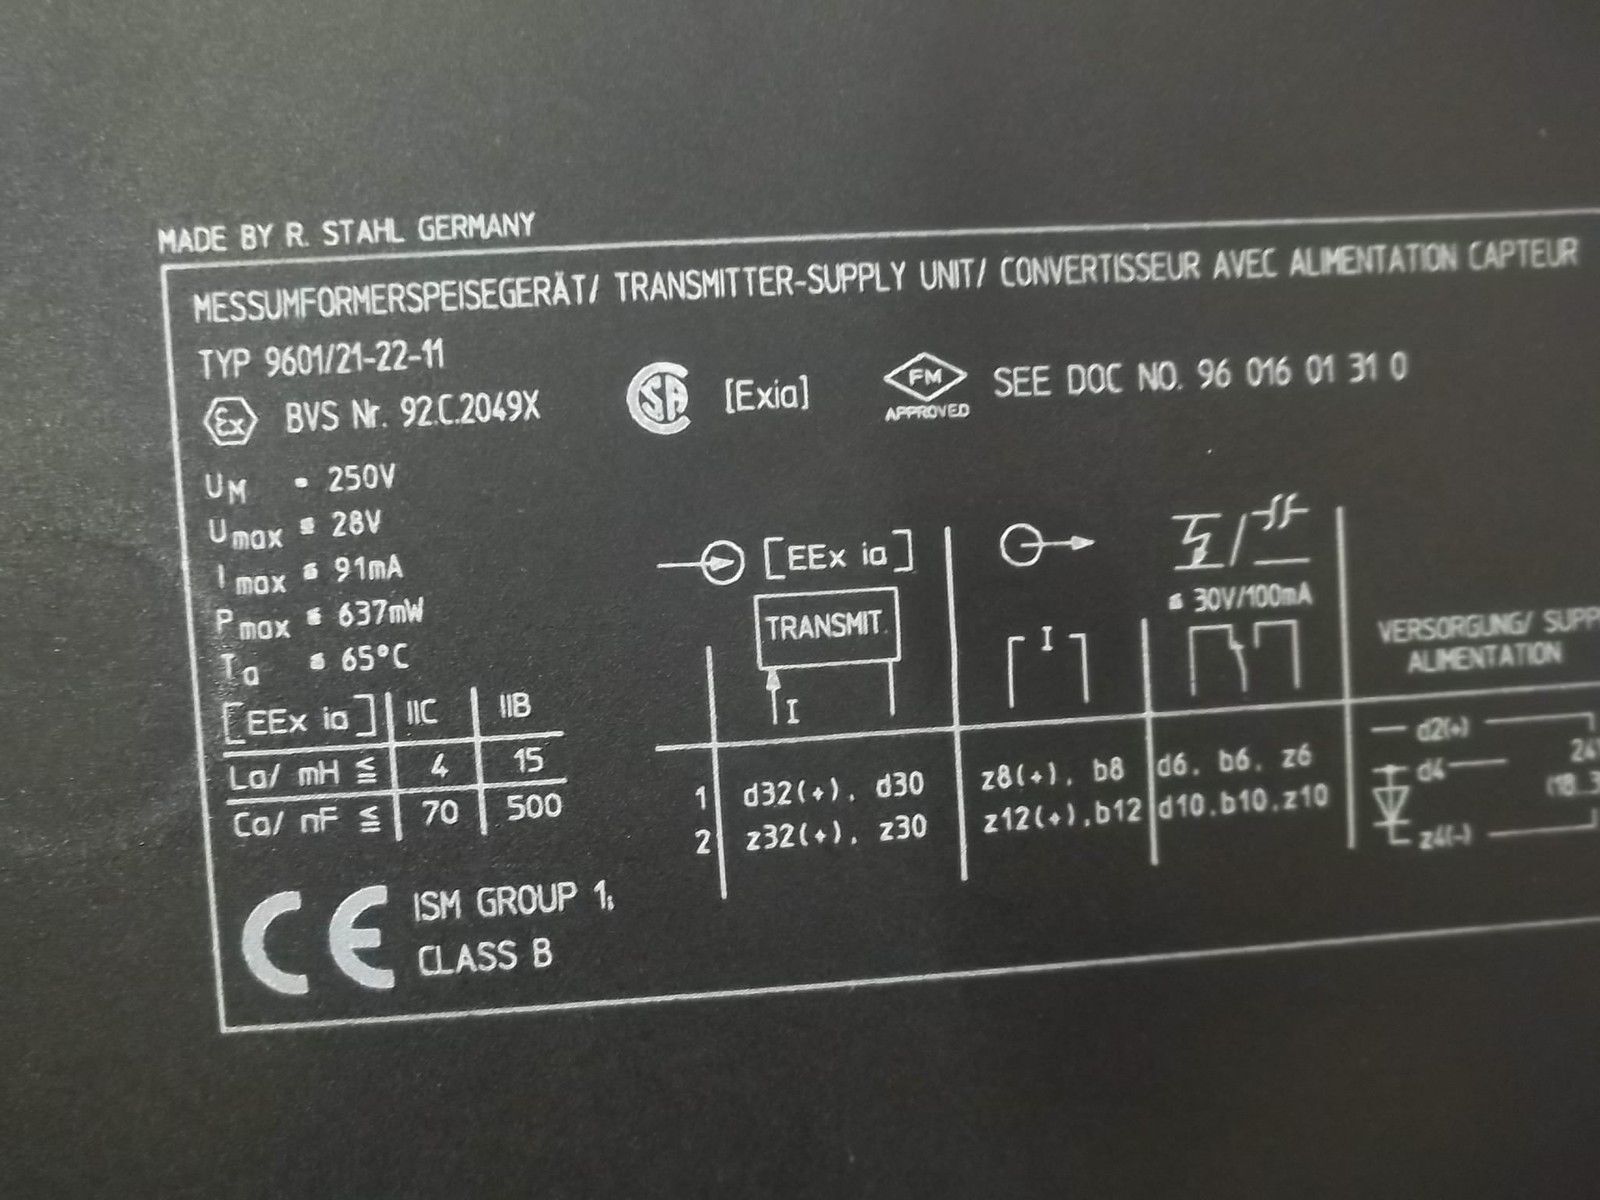 MADE BY R. STAHL GERMANY
MESSUMFORMERSPEISEGERÄT/ TRANSMITTER-SUPPLY UNIT/ CONVERTISSEUR AVEC ALIMENTATION CAPTEUR
TYP 9601/21-22-11
Ex BVS Nr. 92.C.2049X
SA [Exia]
FM APPROVED
SEE DOC NO. 96 016 01 31 0
UM = 250V
Umax ≤ 28V
Imax ≤ 91mA
Pmax ≤ 637mW
Ta ≤ 65°C
[EEx ia] IIC IIB
La/ mH ≦ 4 15
Ca/ nF ≦ 70 500
[EEx ia]
TRANSMIT.
I
I
≤ 30V/100mA
VERSORGUNG/
ALIMENTATION
1 d32(+), d30 z8(+), b8 d6, b6, z6
2 z32(+), z30 z12(+),b12 d10,b10,z10
d2(+)
d4
z4(-)
CE ISM GROUP 1;
CLASS B